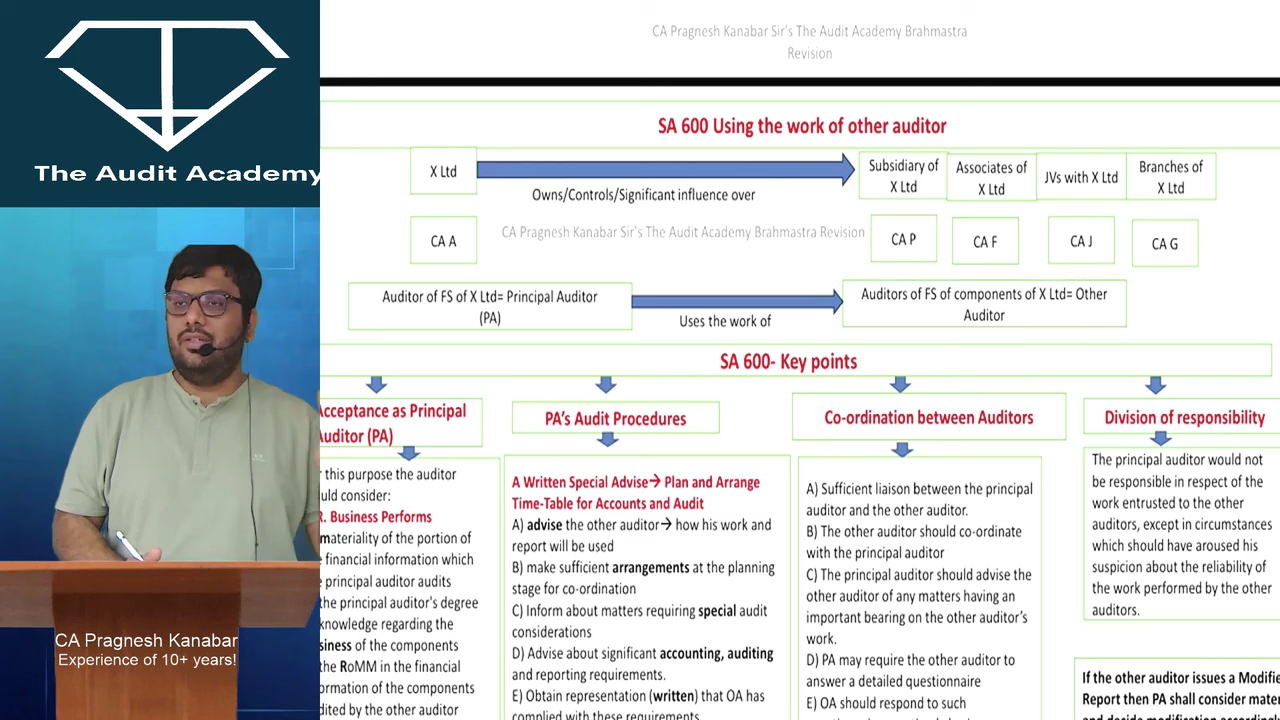 The Audit Academy
CA Pragnesh Kanabar
Experience of 10+ years!
CA Pragnesh Kanabar Sir's The Audit Academy Brahmastra
Revision
SA 600 Using the work of other auditor
X Ltd
Owns/Controls/Significant influence over
Subsidiary of
X Ltd
Associates of
X Ltd
JVs with X Ltd
Branches of
X Ltd
CA A
CA Pragnesh Kanabar Sir's The Audit Academy Brahmastra Revision
CA P
CA F
CA J
CA G
Auditor of FS of X Ltd= Principal Auditor
(PA)
Uses the work of
Auditors of FS of components of X Ltd= Other
Auditor
SA 600- Key points
Acceptance as Principal
Auditor (PA)
this purpose the auditor
uld consider:
R. Business Performs
materiality of the portion of
financial information which
principal auditor audits
the principal auditor's degree
knowledge regarding the
siness of the components
the RoMM in the financial
ormation of the components
dited by the other auditor
PA's Audit Procedures
A Written Special Advise→ Plan and Arrange
Time-Table for Accounts and Audit
A) advise the other auditor→ how his work and
report will be used
B) make sufficient arrangements at the planning
stage for co-ordination
C) Inform about matters requiring special audit
considerations
D) Advise about significant accounting, auditing
and reporting requirements.
E) Obtain representation (written) that OA has
complied with these requirements
Co-ordination between Auditors
A) Sufficient liaison between the principal
auditor and the other auditor.
B) The other auditor should co-ordinate
with the principal auditor
C) The principal auditor should advise the
other auditor of any matters having an
important bearing on the other auditor's
work.
D) PA may require the other auditor to
answer a detailed questionnaire
E) OA should respond to such
Division of responsibility
The principal auditor would not
be responsible in respect of the
work entrusted to the other
auditors, except in circumstances
which should have aroused his
suspicion about the reliability of
the work performed by the other
auditors.
If the other auditor issues a Modifie
Report then PA shall consider mate